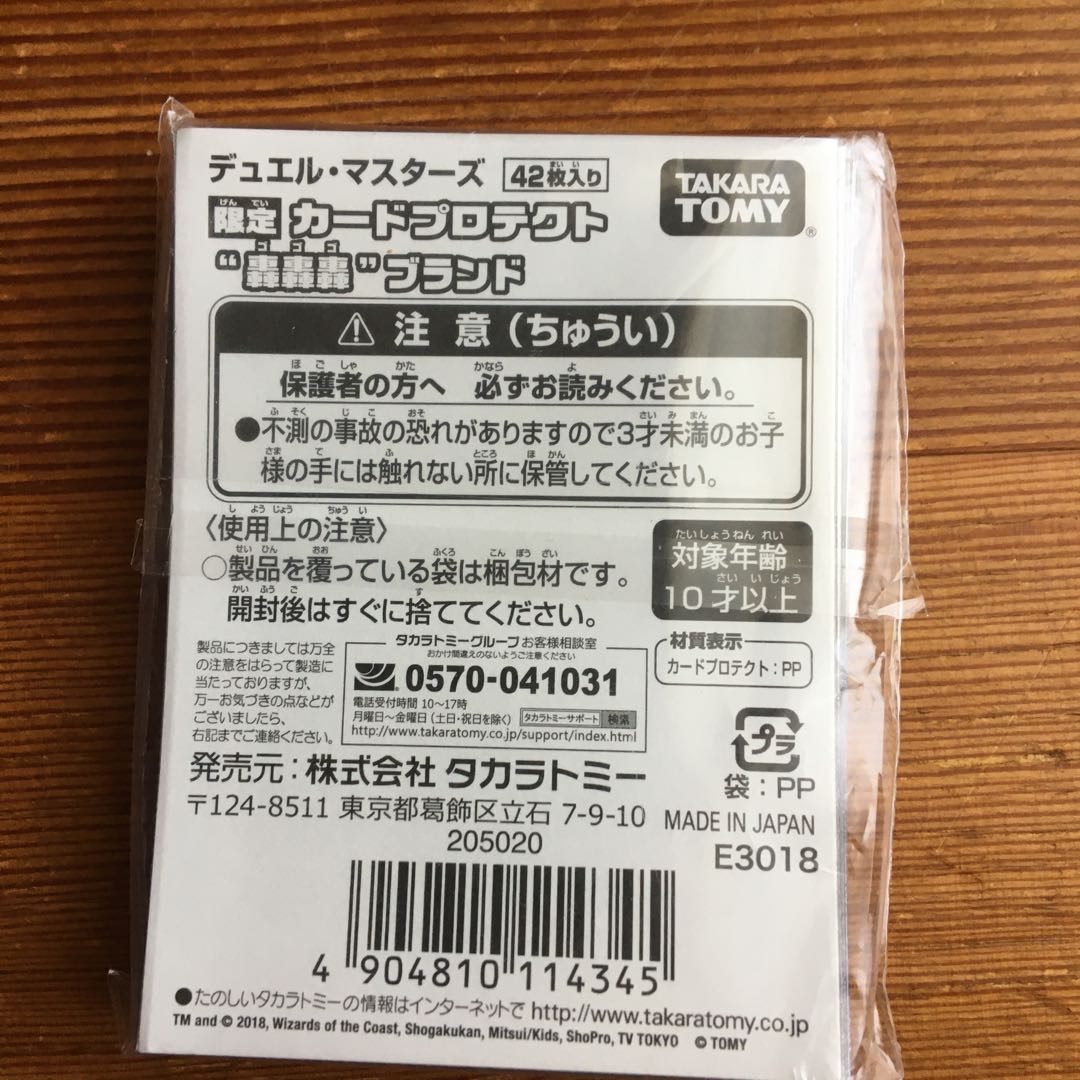 デュエル・マスターズ 42枚入り
限定 カードプロテクト
“轟轟轟”ブランド
TAKARA
TOMY
®
⚠ 注意(ちゅうい)
保護者の方へ 必ずお読みください。
●不測の事故の恐れがありますので3才未満のお子
様の手には触れない所に保管してください。
〈使用上の注意〉
○製品を覆っている袋は梱包材です。
開封後はすぐに捨ててください。
対象年齢
10才以上
製品につきましては万全
の注意をはらって製造に
当たっておりますが、
万一お気づきの点などが
ございましたら、
右記までご連絡ください。
タカラトミーグループ お客様相談室
おかけ間違えのないようご注意ください
0570-041031
電話受付時間 10〜17時
月曜日〜金曜日(土日・祝日を除く) タカラトミーサポート 検索
http://www.takaratomy.co.jp/support/index.html
材質表示
カードプロテクト:PP
プラ
袋:PP
発売元:株式会社 タカラトミー
〒124-8511 東京都葛飾区立石 7-9-10
205020
MADE IN JAPAN
E3018
4 904810 114345
●たのしいタカラトミーの情報はインターネットで http://www.takaratomy.co.jp
TM and © 2018, Wizards of the Coast, Shogakukan, Mitsui/Kids, ShoPro, TV TOKYO © TOMY